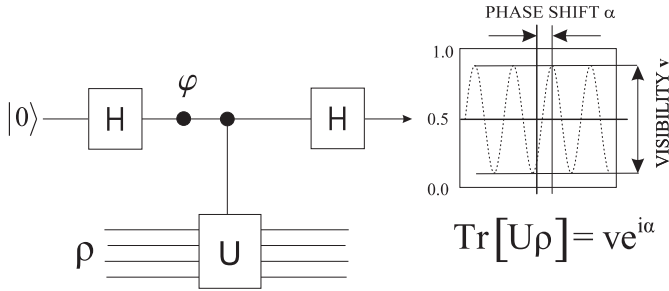 PHASE SHIFT α
1.0
0.5
0.0
VISIBILITY v
|0⟩
H
φ
H
ρ
U
Tr[Uρ] = ve^{iα}